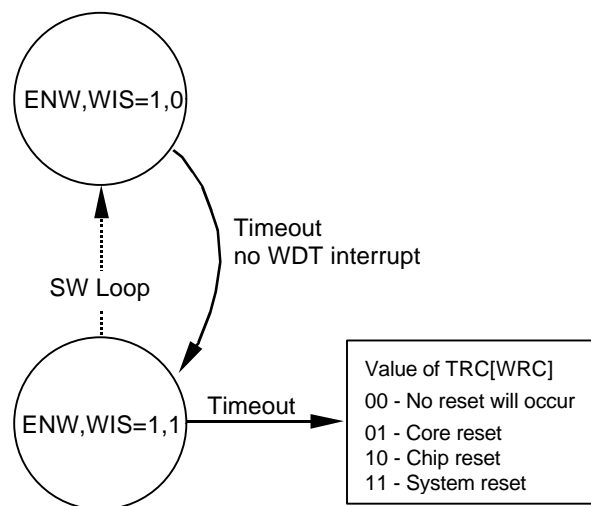 ENW,WIS=1,0
Timeout
no WDT interrupt
SW Loop
ENW,WIS=1,1
Timeout
Value of TRC[WRC]
00 - No reset will occur
01 - Core reset
10 - Chip reset
11 - System reset